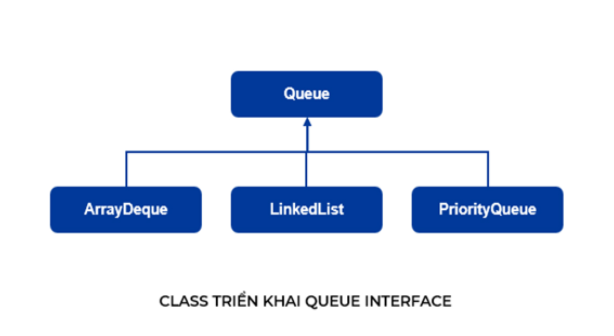 Queue
ArrayDeque
LinkedList
PriorityQueue
CLASS TRIỂN KHAI QUEUE INTERFACE